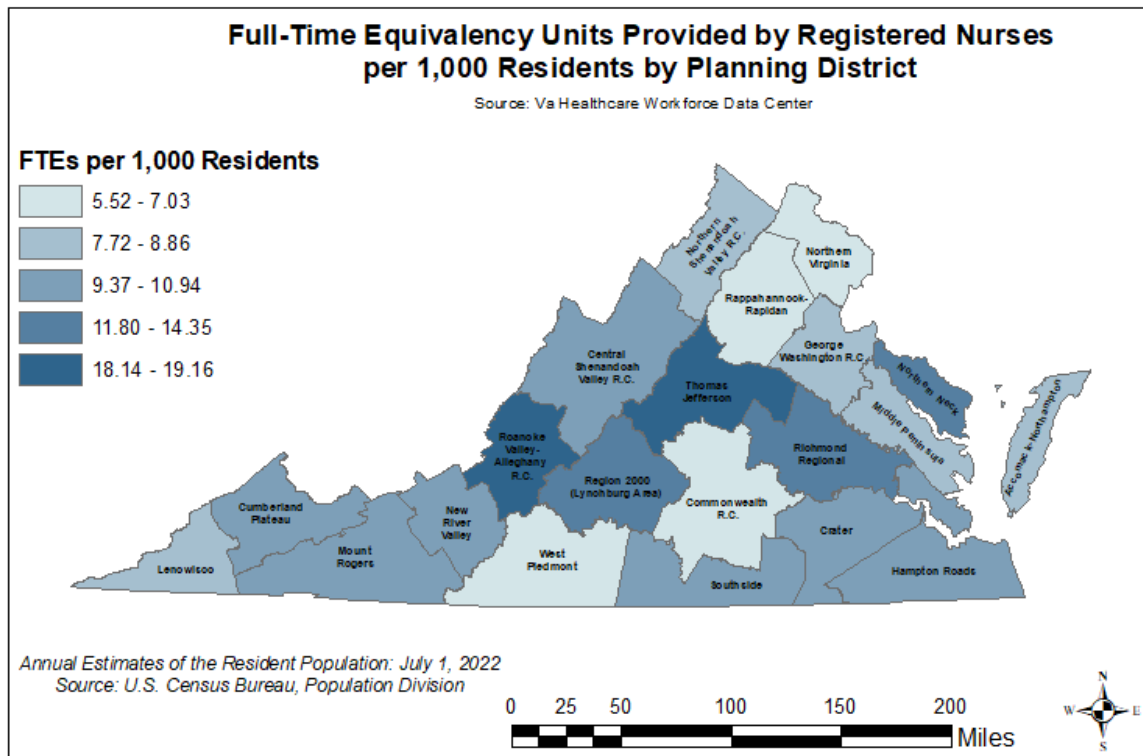 Full-Time Equivalency Units Provided by Registered Nurses
per 1,000 Residents by Planning District
Source: Va Healthcare Workforce Data Center
FTEs per 1,000 Residents
5.52 - 7.03
7.72 - 8.86
9.37 - 10.94
11.80 - 14.35
18.14 - 19.16
Northern
Shenandoah
Valley R.C.
Northern
Virginia
Rappahannock-
Rapidan
George
Washington R.C.
Central
Shenandoah
Valley R.C.
Northern Neck
Thomas
Jefferson
Middle Peninsula
Accomack-Northampton
Roanoke
Valley-
Alleghany
R.C.
Richmond
Regional
Region 2000
(Lynchburg Area)
Commonwealth
R.C.
Cumberland
Plateau
New
River
Valley
Crater
Mount
Rogers
West
Piedmont
Lenowisco
Southside
Hampton Roads
Annual Estimates of the Resident Population: July 1, 2022
Source: U.S. Census Bureau, Population Division
0 25 50 100 150 200
Miles
N
W E
S